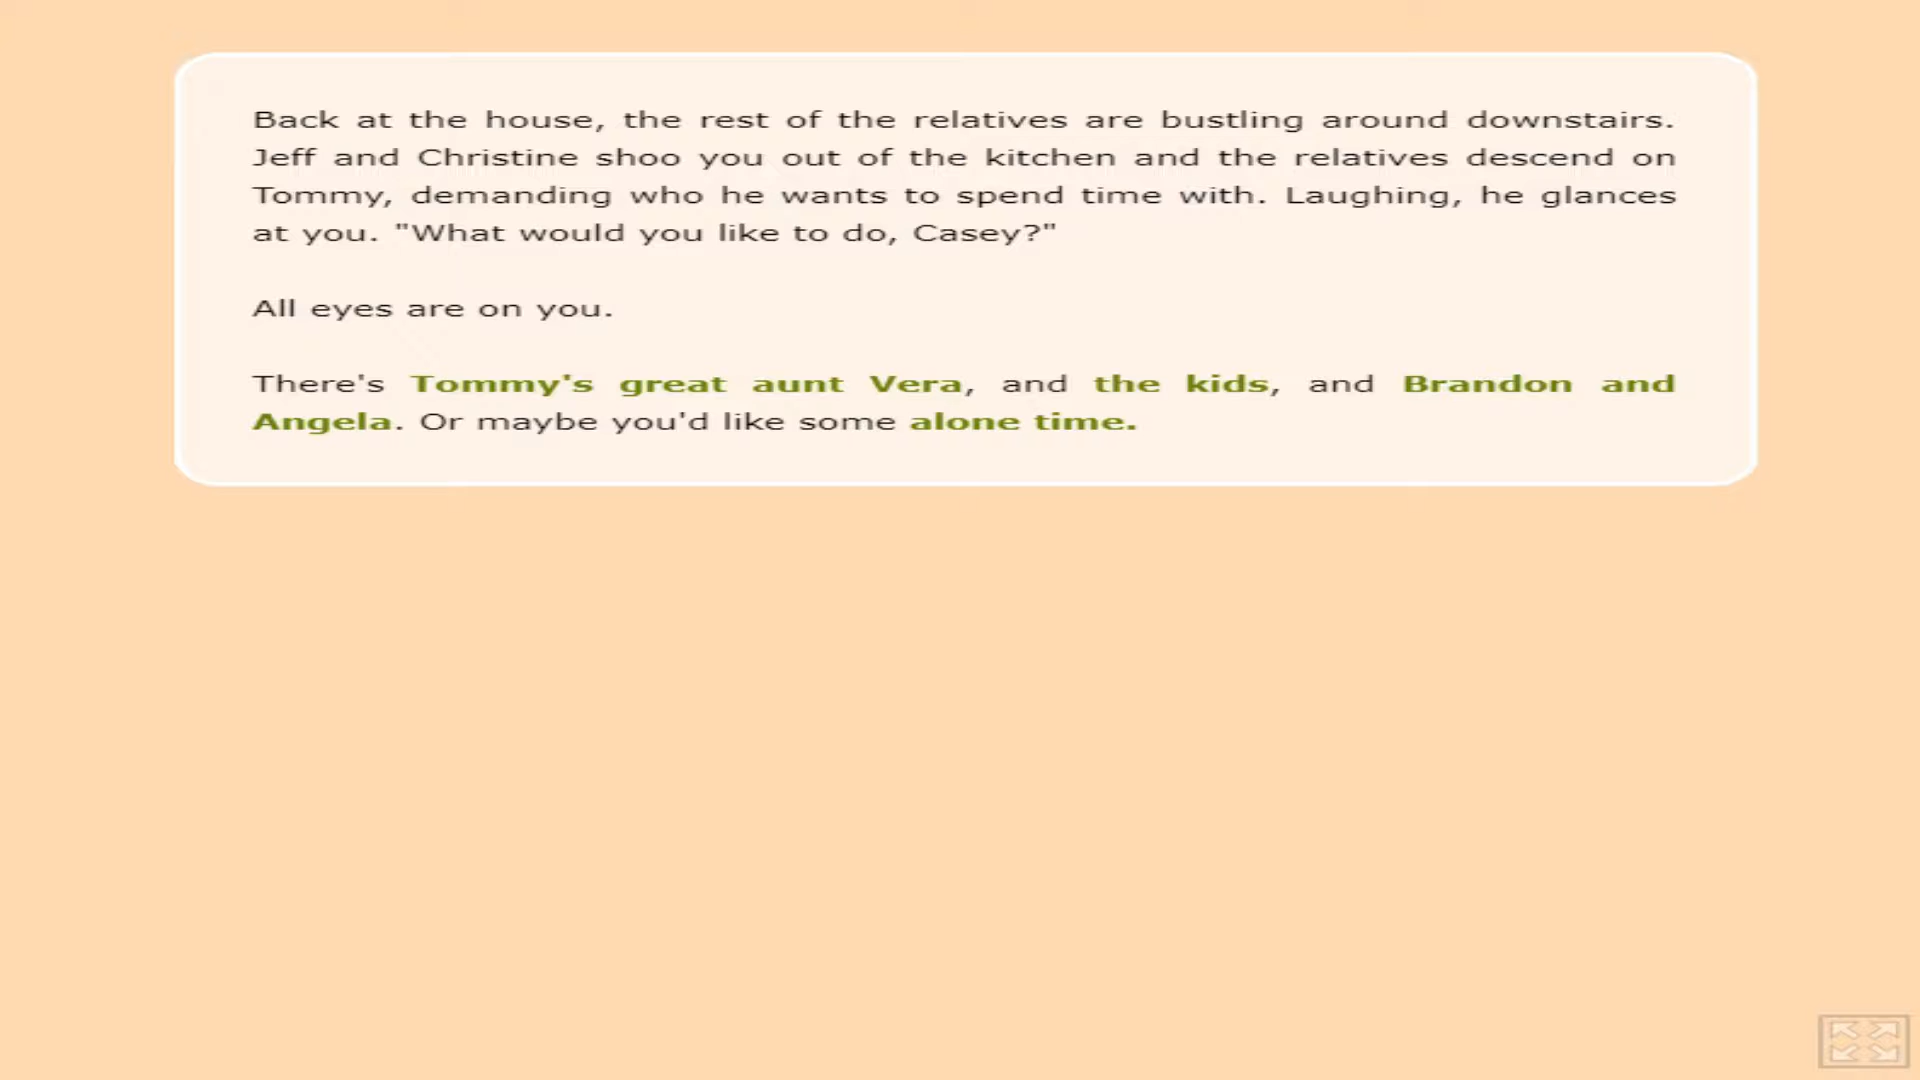 Back at the house, the rest of the relatives are bustling around downstairs.
Jeff and Christine shoo you out of the kitchen and the relatives descend on
Tommy, demanding who he wants to spend time with. Laughing, he glances
at you. "What would you like to do, Casey?"
All eyes are on you.
There's Tommy's great aunt Vera, and the kids, and Brandon and
Angela. Or maybe you'd like some alone time.